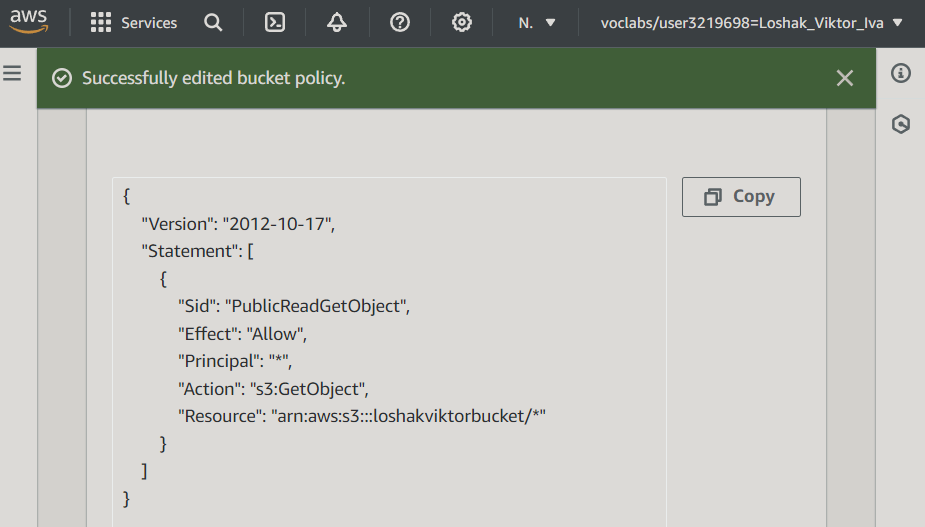 aws
Services
N.
voclabs/user3219698=Loshak_Viktor_Iva
Successfully edited bucket policy.
Copy
{
"Version": "2012-10-17",
"Statement": [
{
"Sid": "PublicReadGetObject",
"Effect": "Allow",
"Principal": "*",
"Action": "s3:GetObject",
"Resource": "arn:aws:s3:::loshakviktorbucket/*"
}
]
}